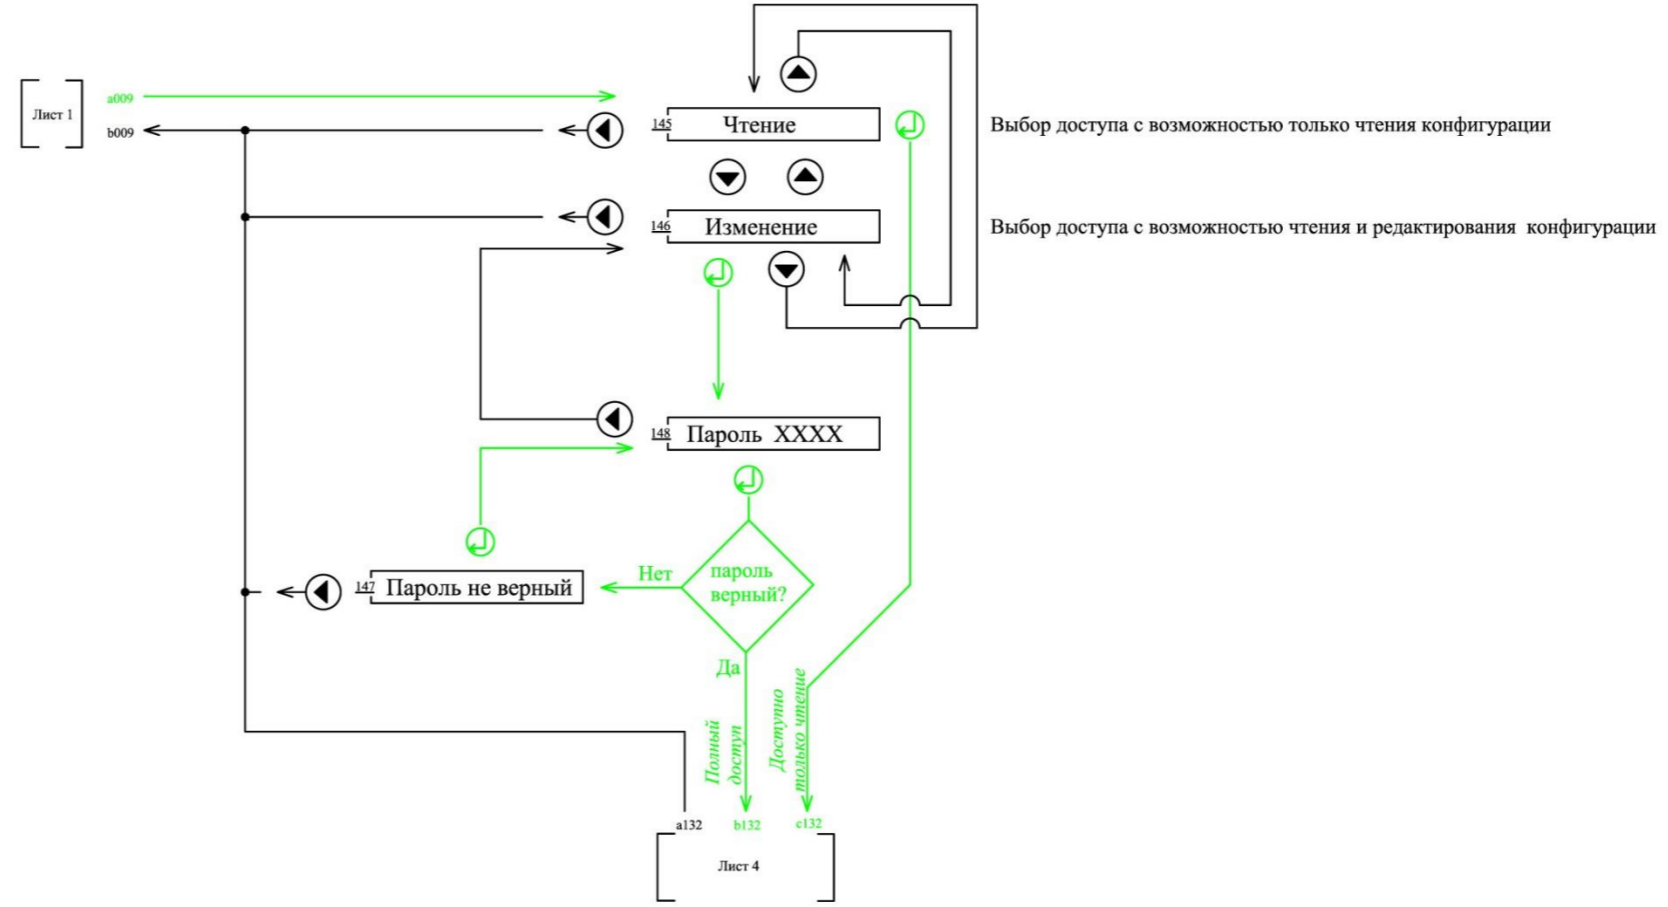 Лист 1
a009
b009
145
Чтение
Выбор доступа с возможностью только чтения конфигурации
146
Изменение
Выбор доступа с возможностью чтения и редактирования конфигурации
148
Пароль XXXX
147
Пароль не верный
Нет
пароль
верный?
Да
Полный
доступ
Доступно
только чтение
a132
b132
c132
Лист 4